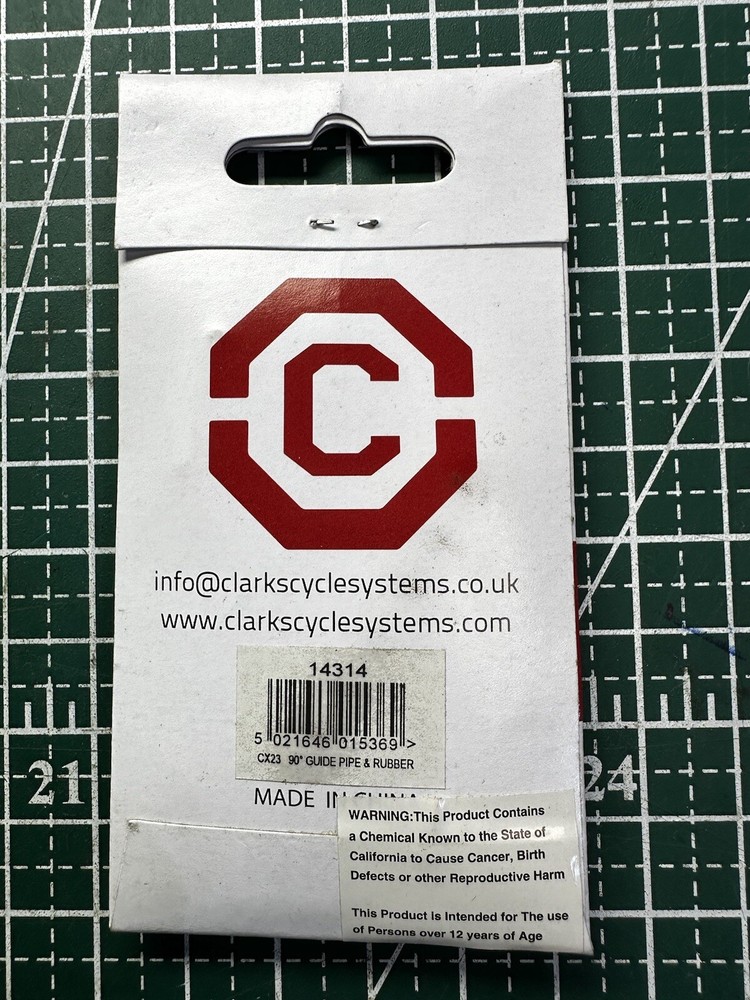 C
info@clarkscyclesystems.co.uk
www.clarkscyclesystems.com
14314
5 021646 015369 >
CX23 90° GUIDE PIPE & RUBBER
MADE IN CHINA
WARNING:This Product Contains
a Chemical Known to the State of
California to Cause Cancer, Birth
Defects or other Reproductive Harm
This Product is Intended for The use
of Persons over 12 years of Age
21
24